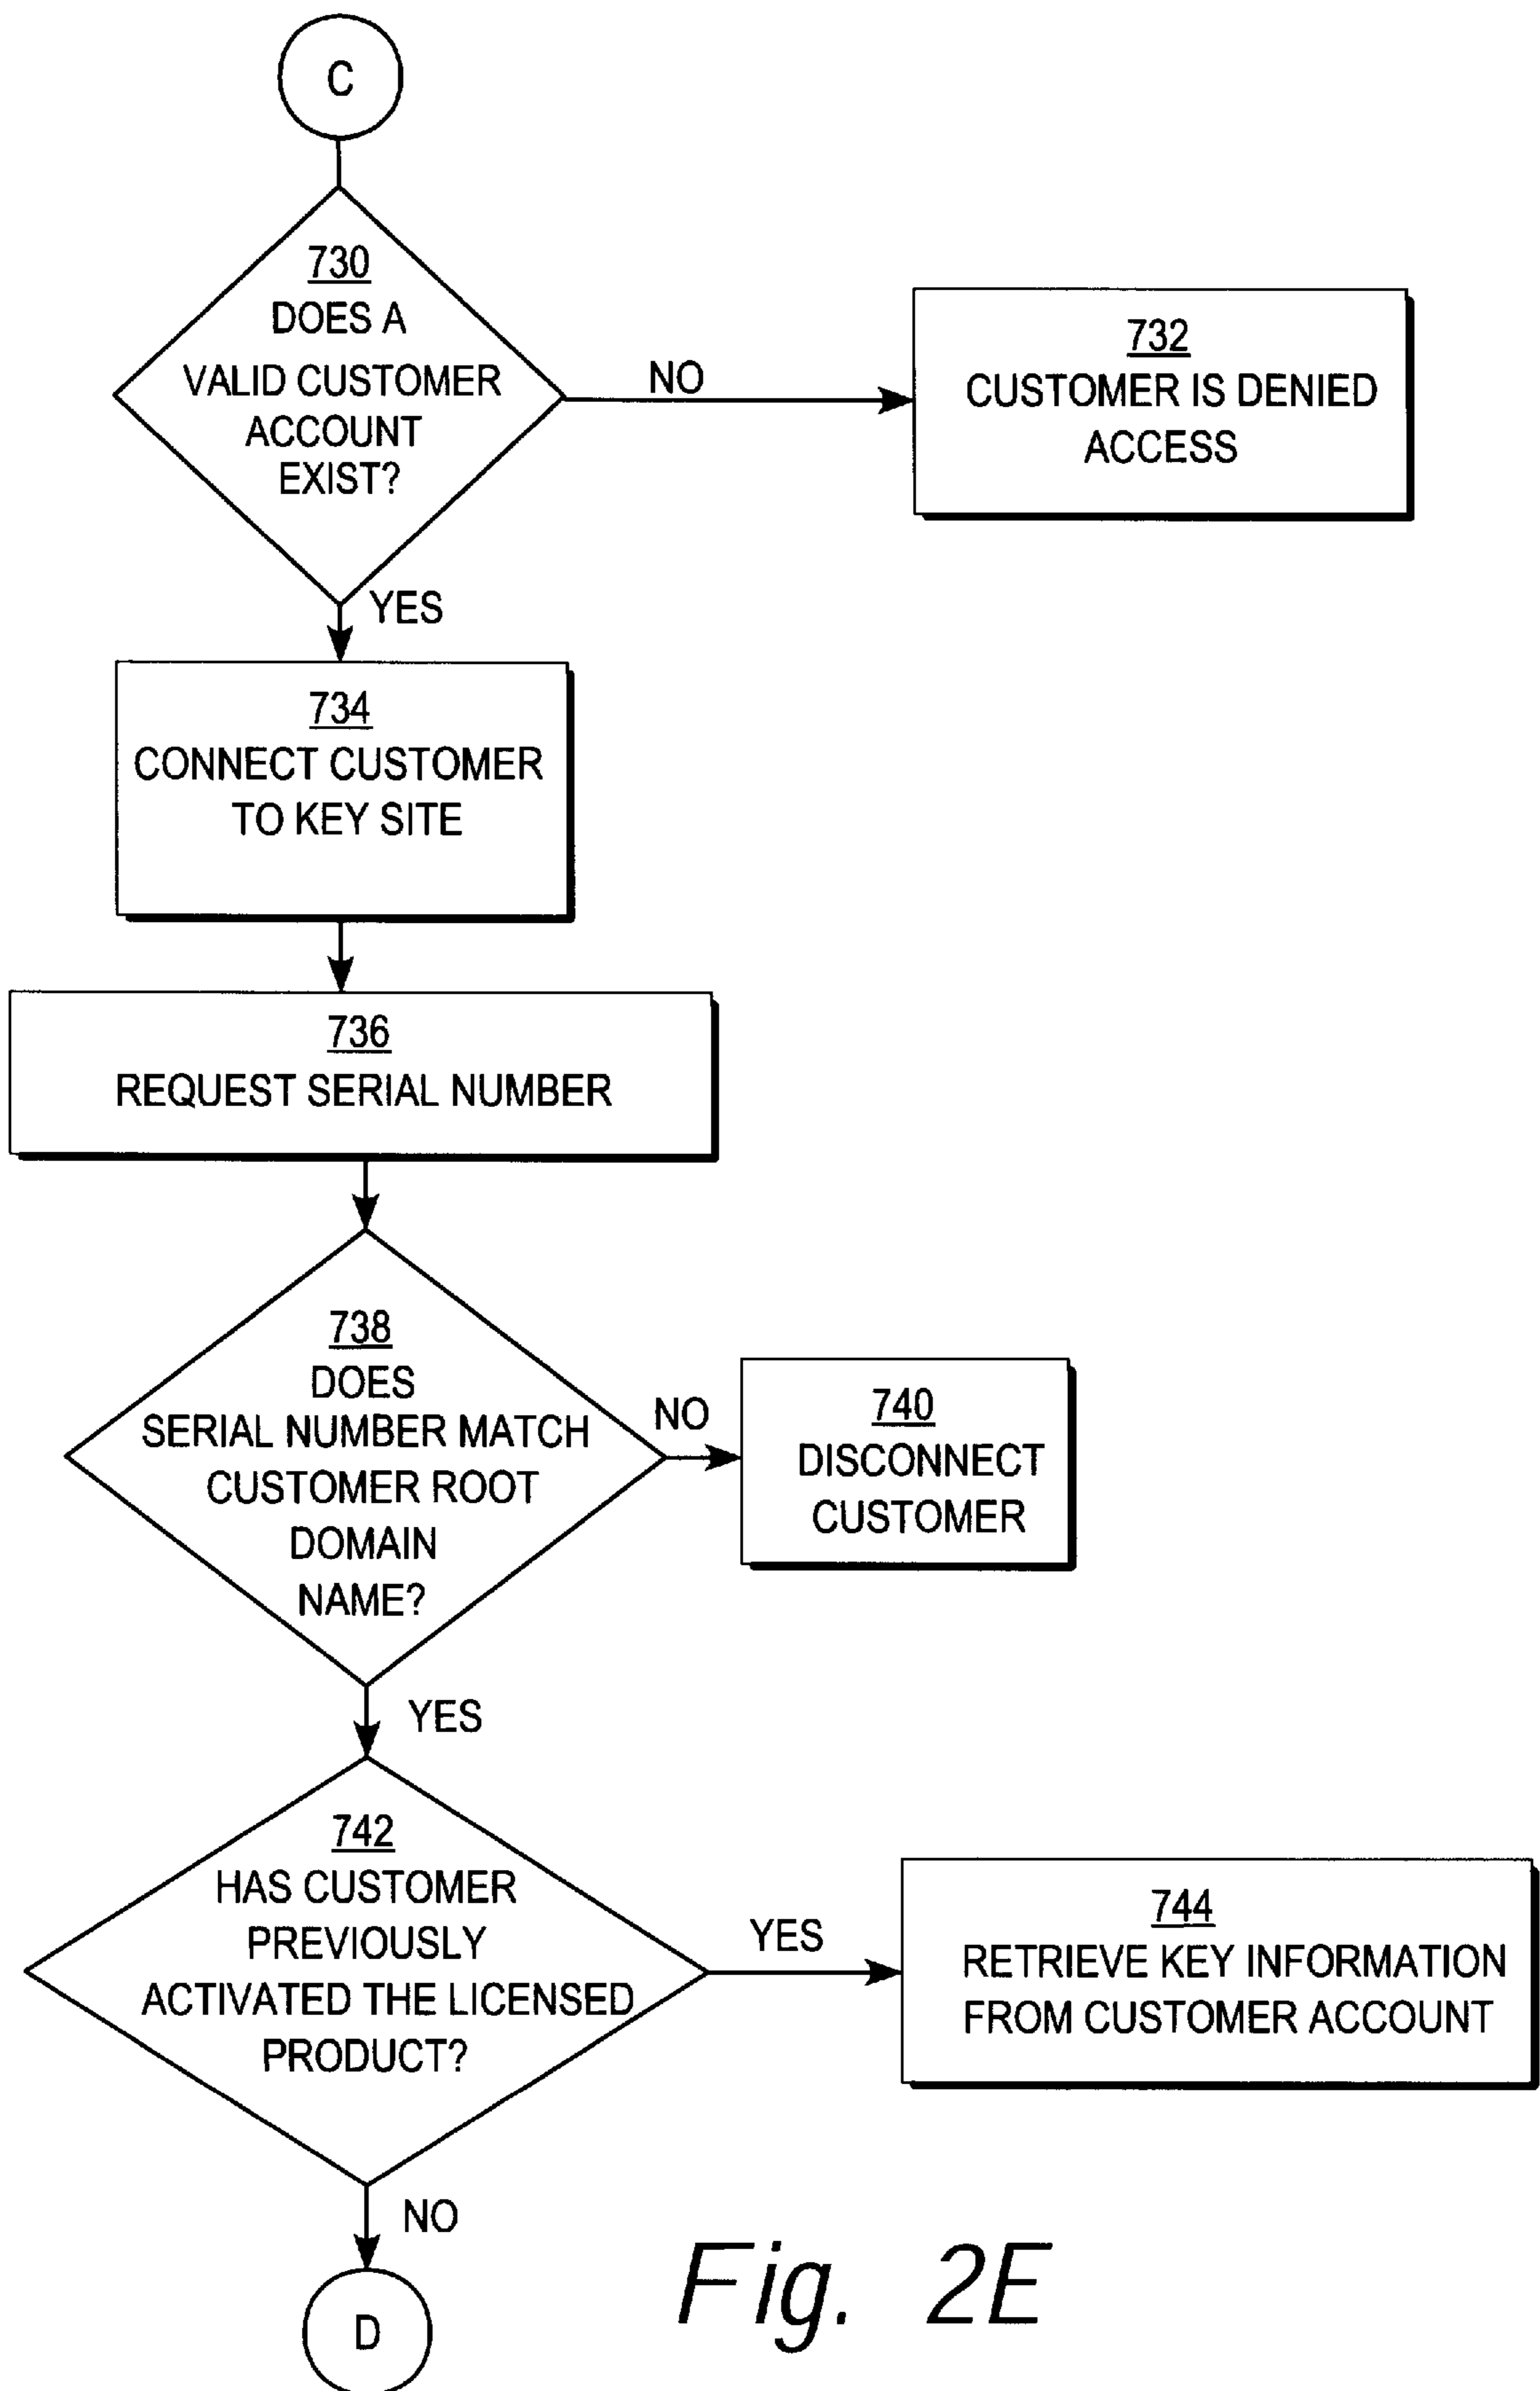 C
730
DOES A
VALID CUSTOMER
ACCOUNT
EXIST?
NO
732
CUSTOMER IS DENIED
ACCESS
YES
734
CONNECT CUSTOMER
TO KEY SITE
736
REQUEST SERIAL NUMBER
738
DOES
SERIAL NUMBER MATCH
CUSTOMER ROOT
DOMAIN
NAME?
NO
740
DISCONNECT
CUSTOMER
YES
742
HAS CUSTOMER
PREVIOUSLY
ACTIVATED THE LICENSED
PRODUCT?
YES
744
RETRIEVE KEY INFORMATION
FROM CUSTOMER ACCOUNT
NO
D
Fig. 2E